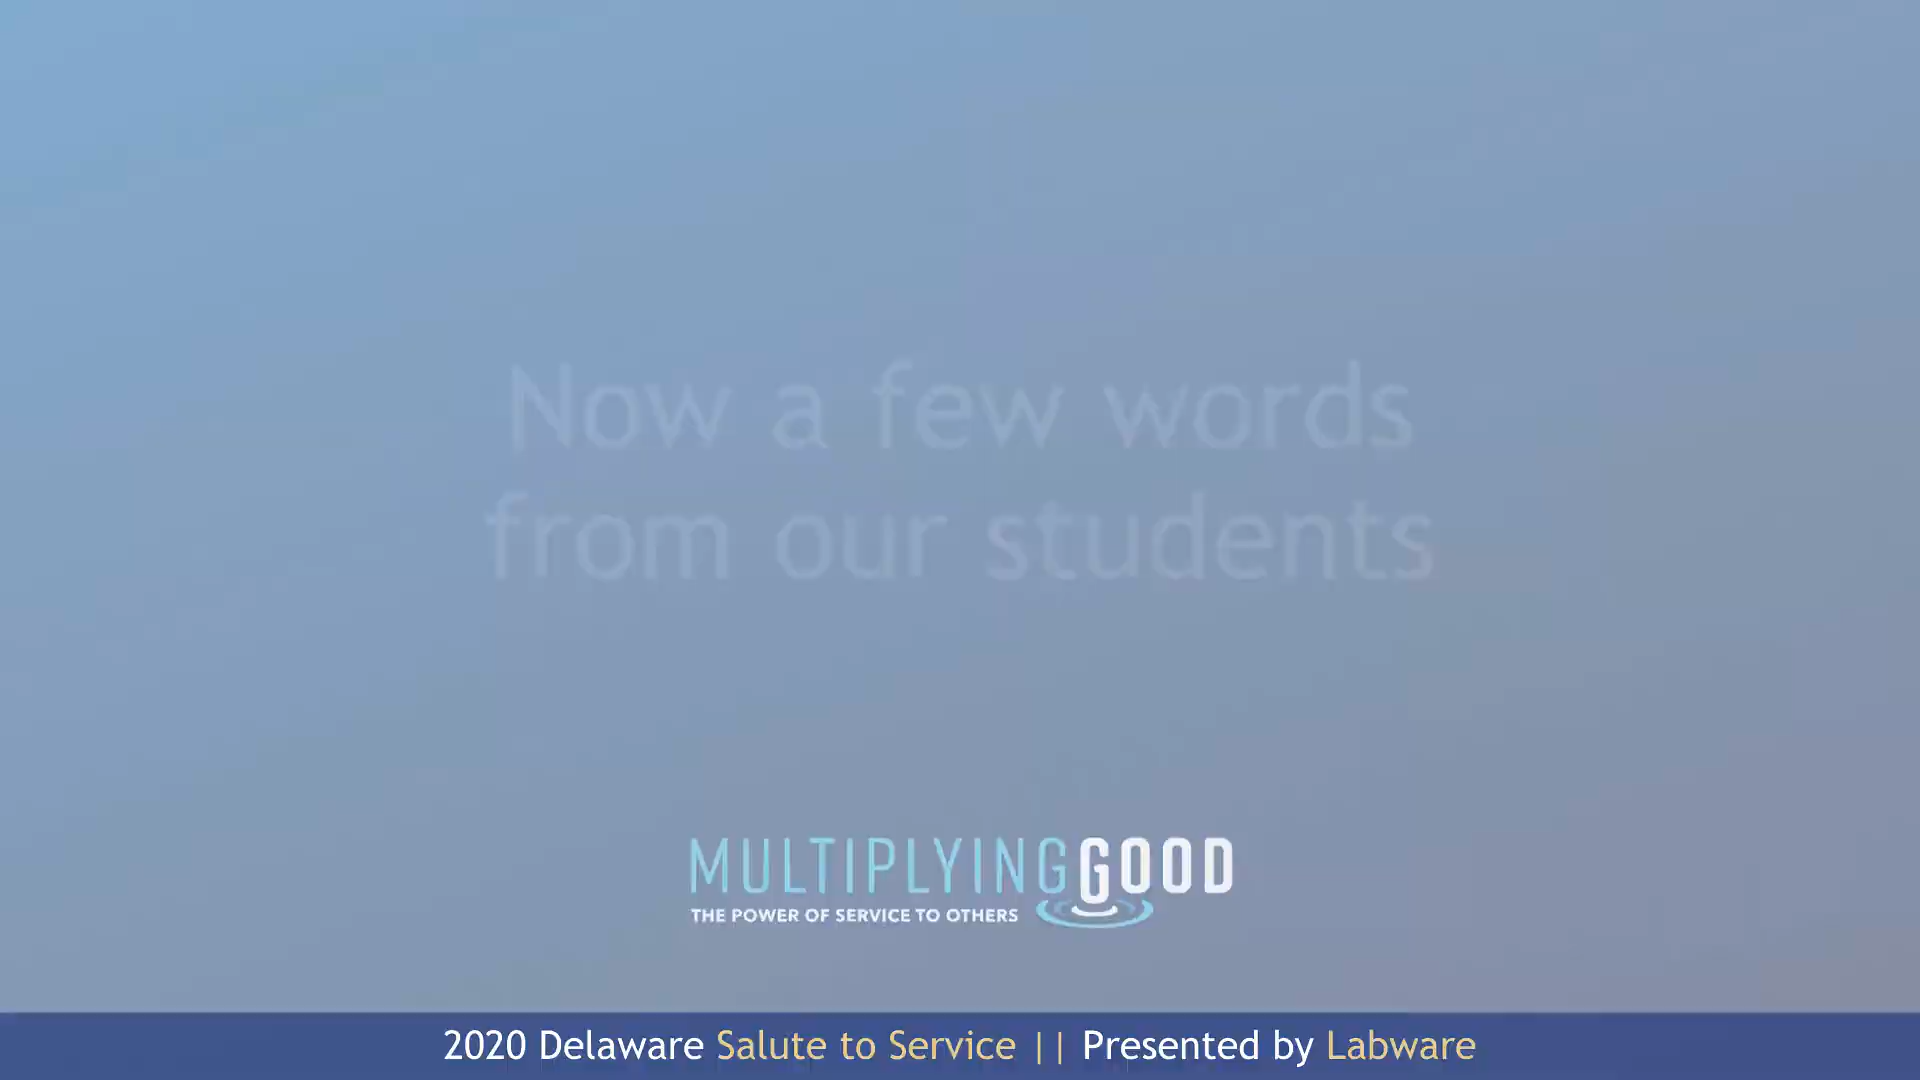 Now a few words
from our students
MULTIPLYINGGOOD
THE POWER OF SERVICE TO OTHERS
2020 Delaware Salute to Service || Presented by Labware